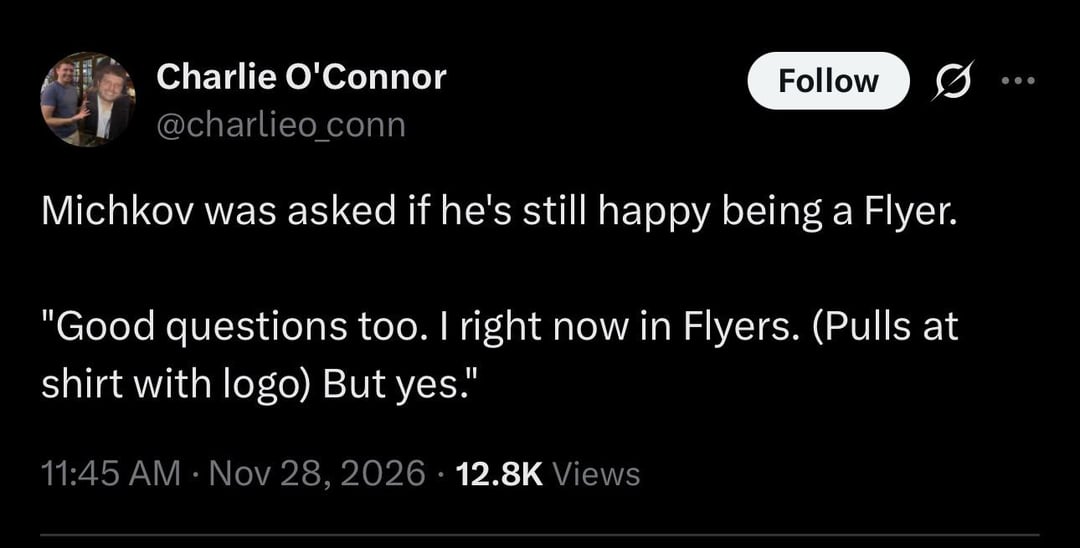 Charlie O'Connor
Follow
@charlieo_conn
Michkov was asked if he's still happy being a Flyer.
"Good questions too. I right now in Flyers. (Pulls at
shirt with logo) But yes."
11:45 AM · Nov 28, 2026 · 12.8K Views